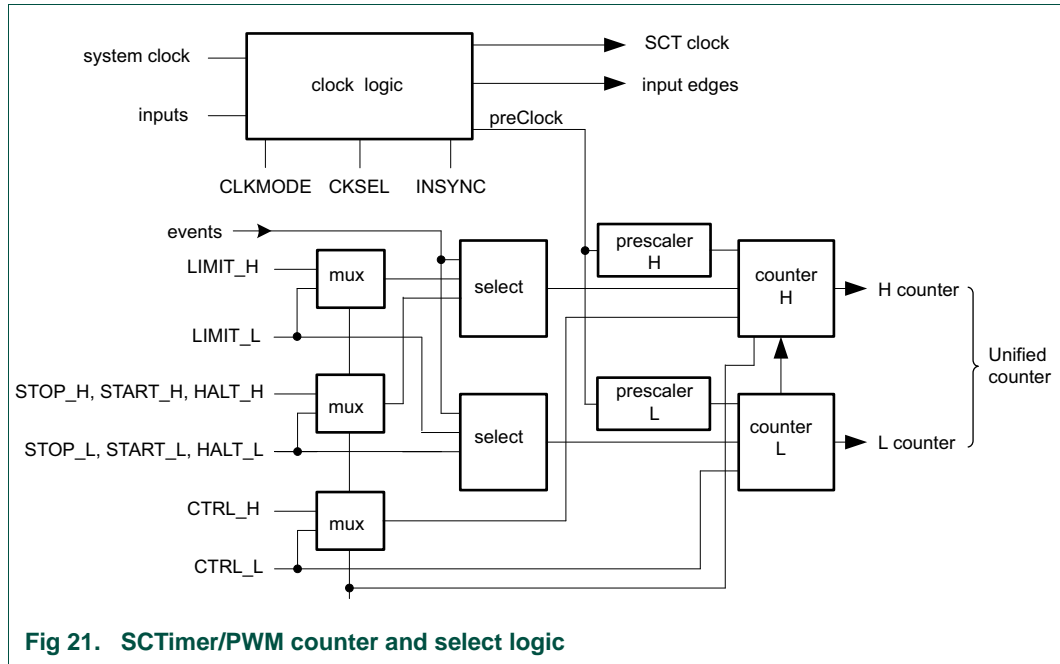 system clock
inputs
clock logic
SCT clock
input edges
preClock
CLKMODE CKSEL INSYNC
events
LIMIT_H
mux
LIMIT_L
select
prescaler
H
counter
H
H counter
STOP_H, START_H, HALT_H
mux
STOP_L, START_L, HALT_L
select
prescaler
L
counter
L
L counter
Unified
counter
CTRL_H
mux
CTRL_L
Fig 21. SCTimer/PWM counter and select logic